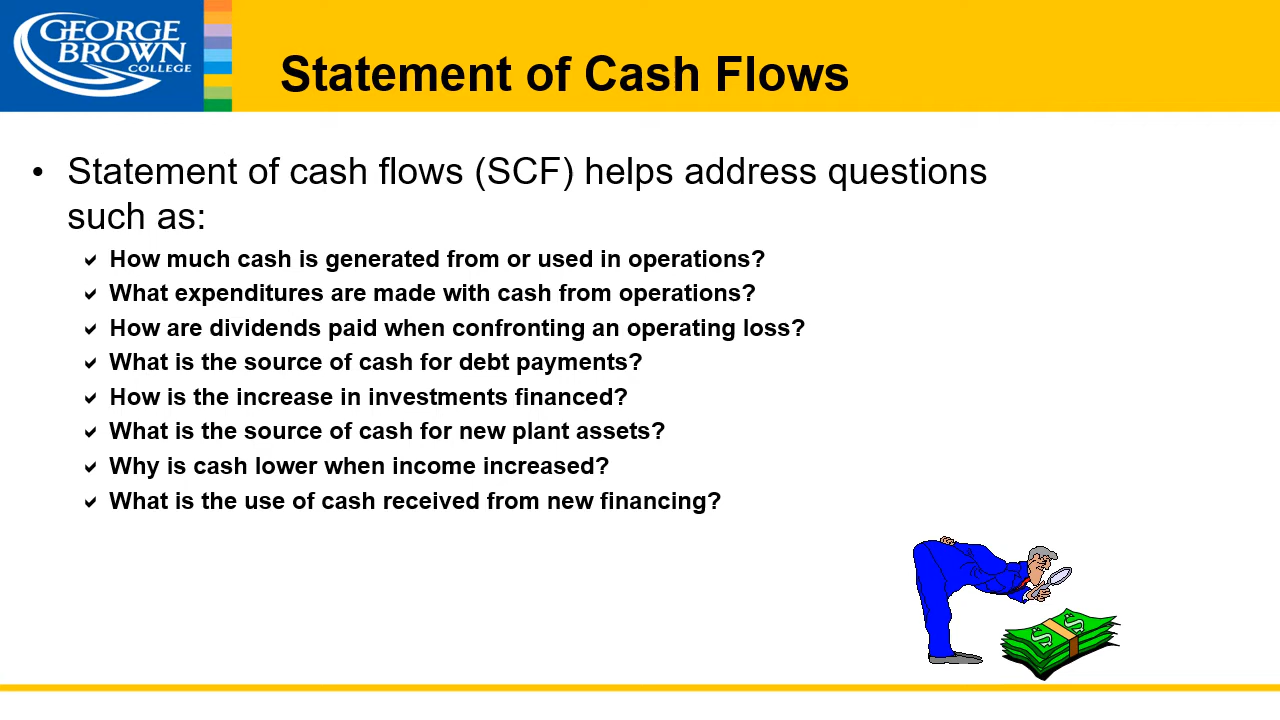 GEORGE
BROWN
COLLEGE
Statement of Cash Flows
• Statement of cash flows (SCF) helps address questions
such as:
How much cash is generated from or used in operations?
What expenditures are made with cash from operations?
How are dividends paid when confronting an operating loss?
What is the source of cash for debt payments?
How is the increase in investments financed?
What is the source of cash for new plant assets?
Why is cash lower when income increased?
What is the use of cash received from new financing?
$ $